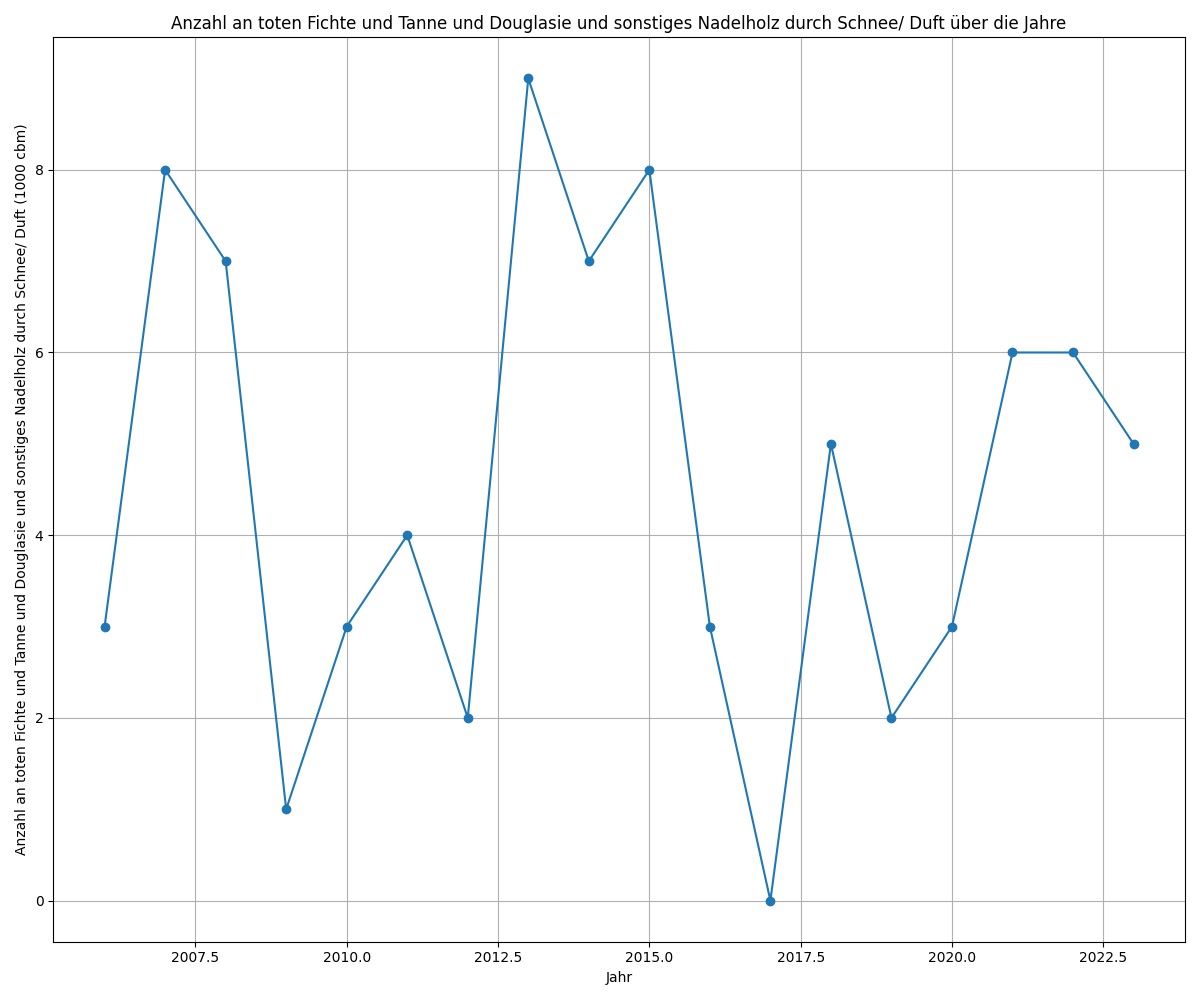 Anzahl an toten Fichte und Tanne und Douglasie und sonstiges Nadelholz durch Schnee/ Duft über die Jahre
Anzahl an toten Fichte und Tanne und Douglasie und sonstiges Nadelholz durch Schnee/ Duft (1000 cbm)
8
6
4
2
0
2007.5 2010.0 2012.5 2015.0 2017.5 2020.0 2022.5
Jahr